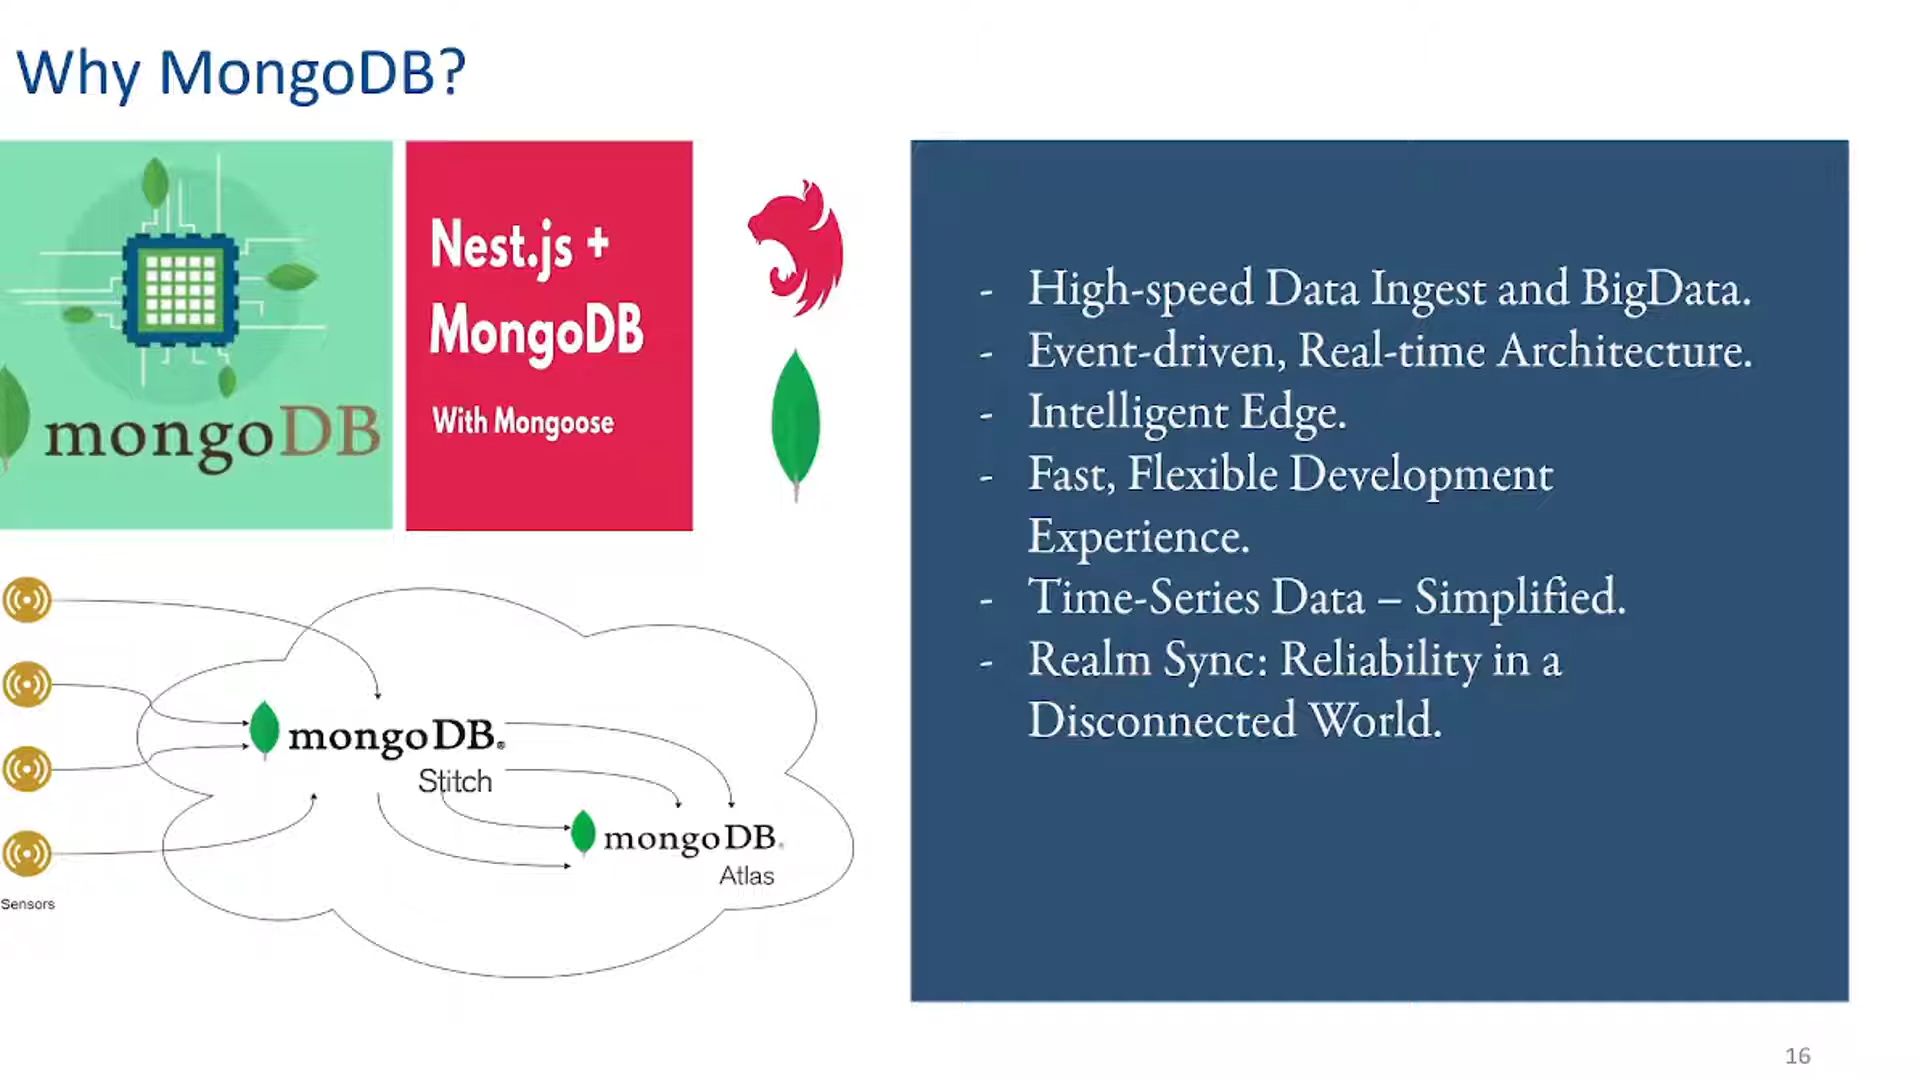 Why MongoDB?
mongoDB
Nest.js +
MongoDB
With Mongoose
- High-speed Data Ingest and BigData.
- Event-driven, Real-time Architecture.
- Intelligent Edge.
- Fast, Flexible Development
Experience.
- Time-Series Data – Simplified.
- Realm Sync: Reliability in a
Disconnected World.
mongoDB®
Stitch
mongoDB
Atlas
Sensors
16